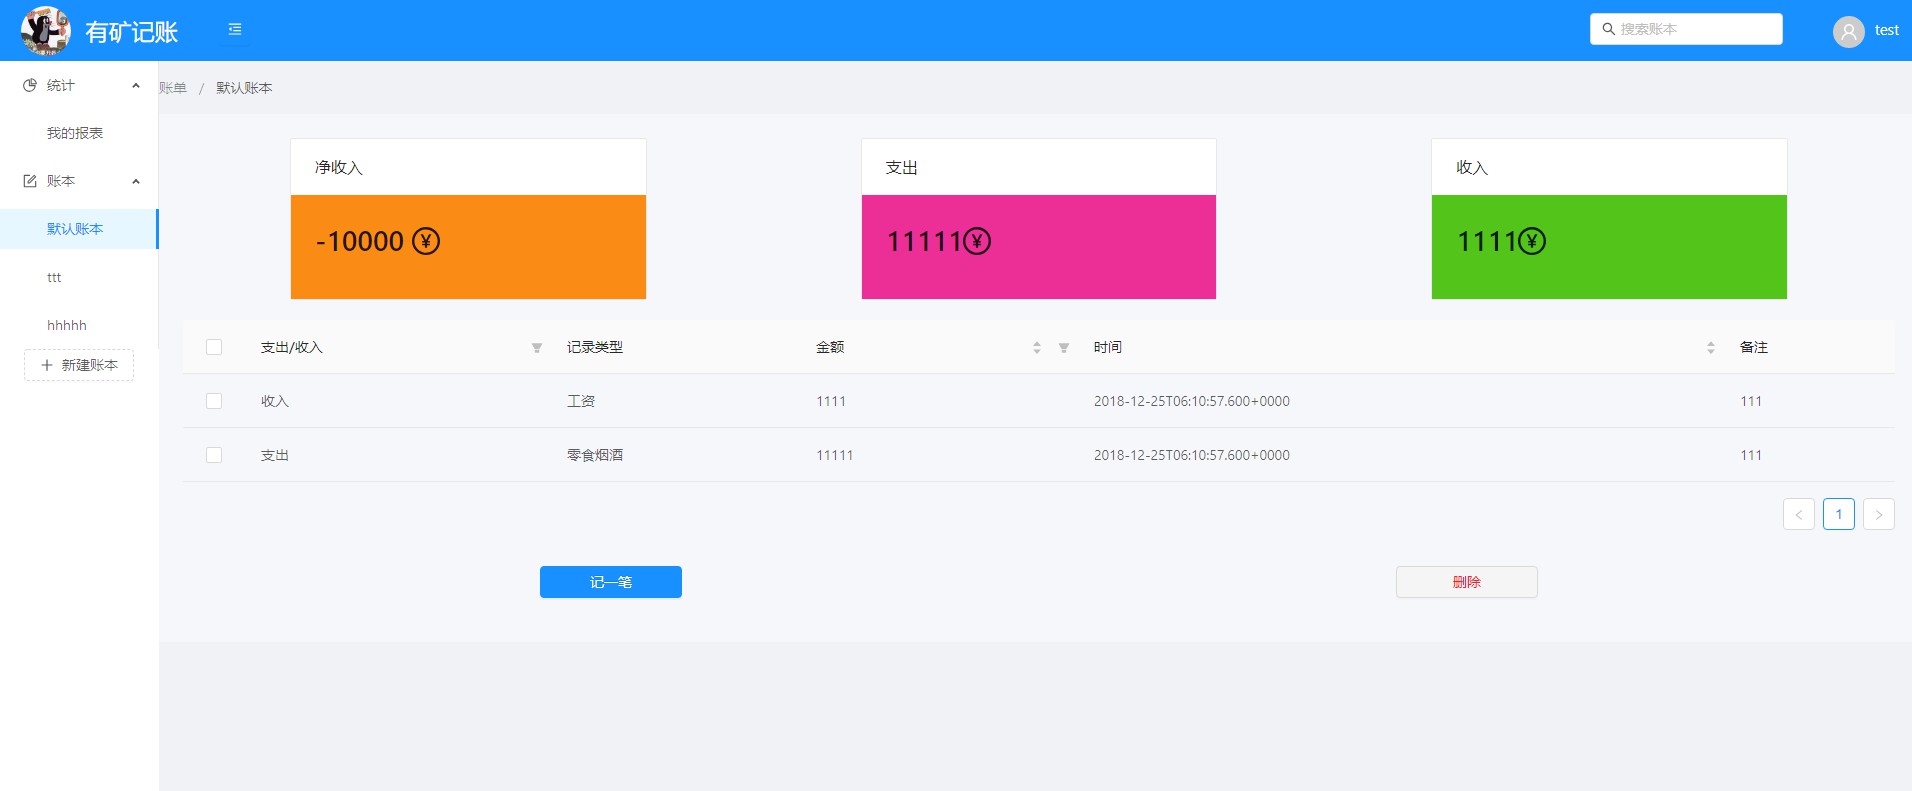 有矿记账
搜索账本
test
统计
我的报表
账本
默认账本
ttt
hhhhh
新建账本
账单 / 默认账本
净收入
-10000 ¥
支出
11111¥
收入
1111¥
支出/收入 记录类型 金额 时间 备注
收入 工资 1111 2018-12-25T06:10:57.600+0000 111
支出 零食烟酒 11111 2018-12-25T06:10:57.600+0000 111
< 1 >
记一笔
删除